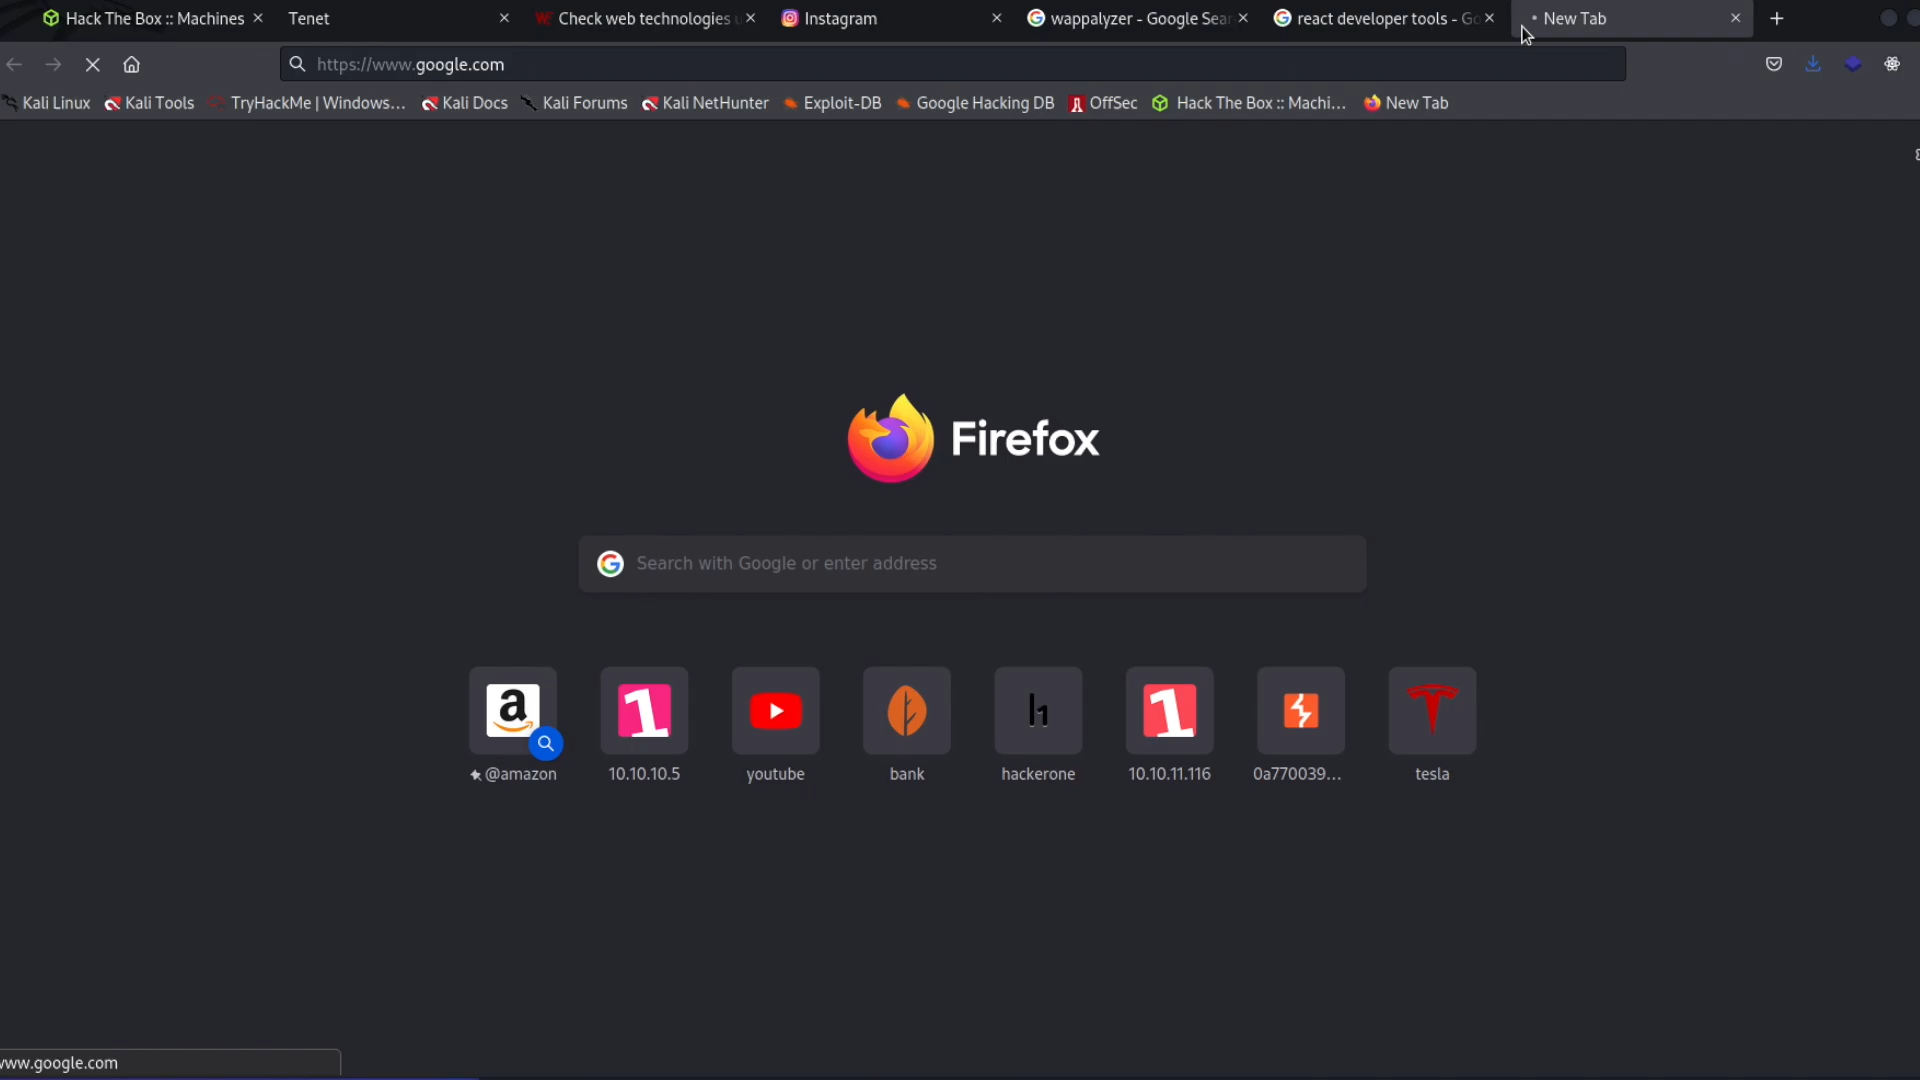 Hack The Box :: Machines
Tenet
Check web technologies
Instagram
wappalyzer - Google Sea
react developer tools - Go
New Tab
https://www.google.com
Kali Linux
Kali Tools
TryHackMe | Windows...
Kali Docs
Kali Forums
Kali NetHunter
Exploit-DB
Google Hacking DB
OffSec
Hack The Box :: Machi...
New Tab
Firefox
Search with Google or enter address
@amazon
10.10.10.5
youtube
bank
hackerone
10.10.11.116
0a770039...
tesla
www.google.com